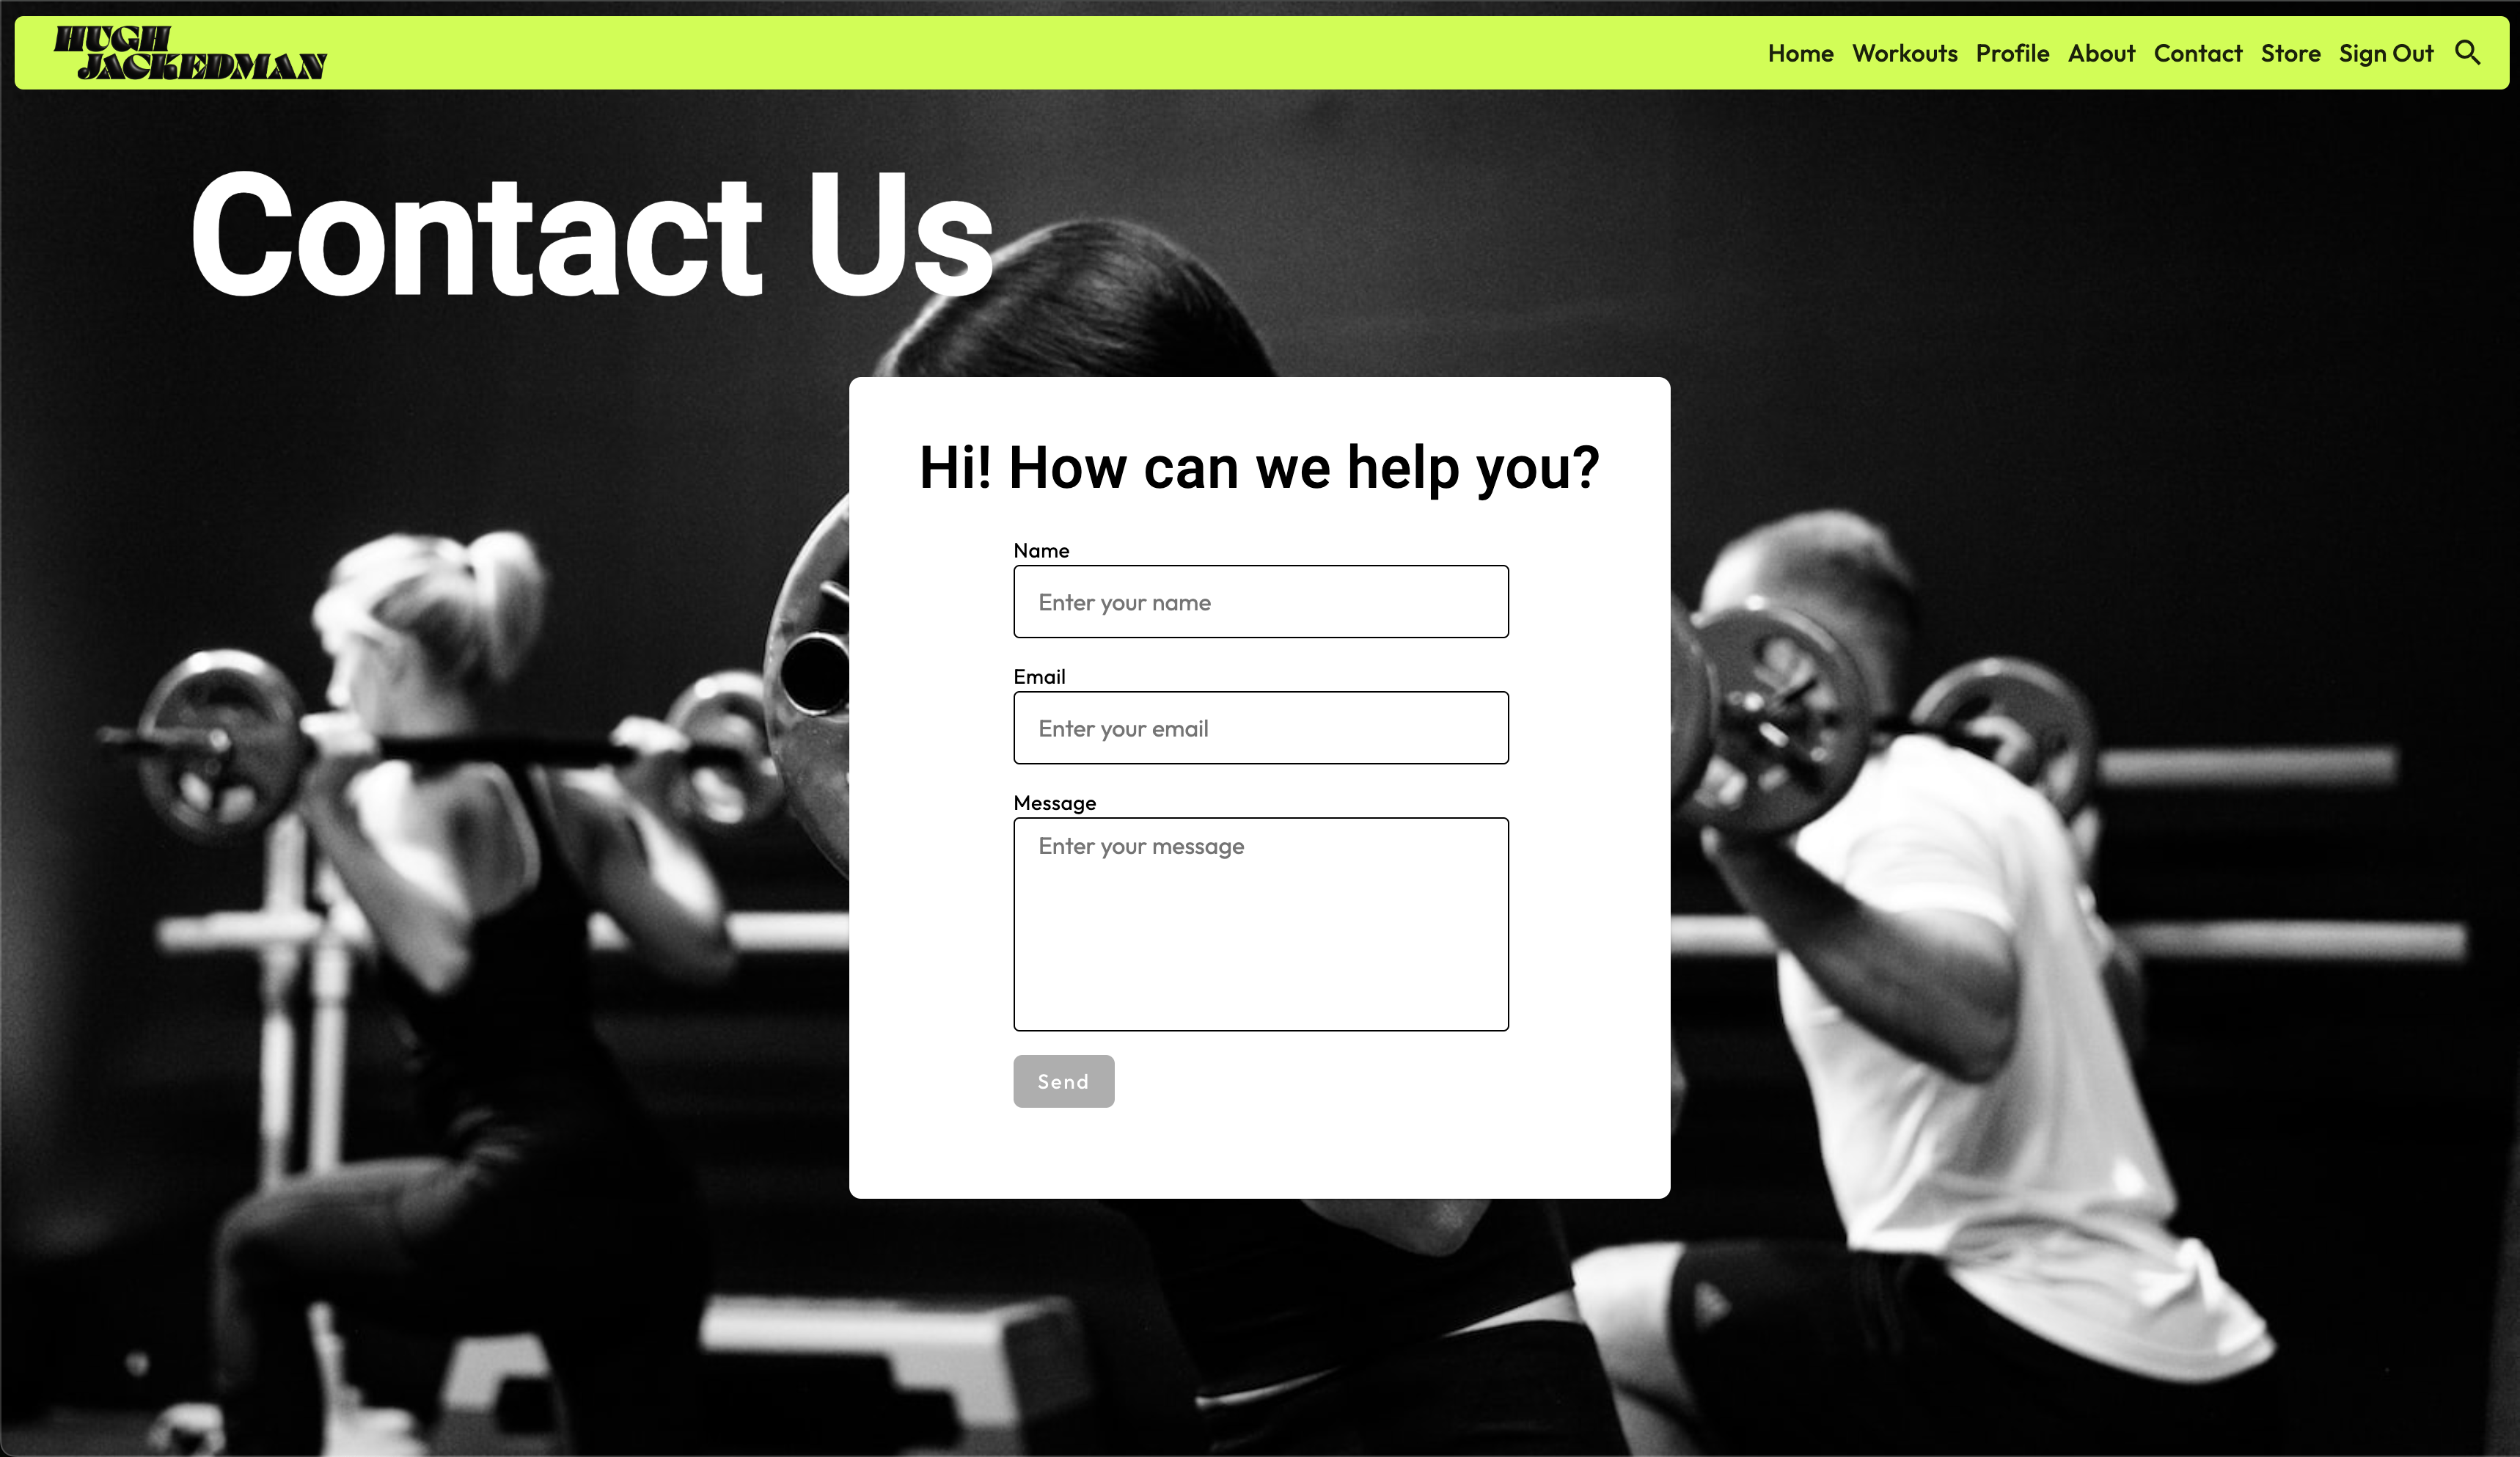 HUGH
JACKEDMAN
Home Workouts Profile About Contact Store Sign Out
Contact Us
Hi! How can we help you?
Name
Enter your name
Email
Enter your email
Message
Enter your message
Send